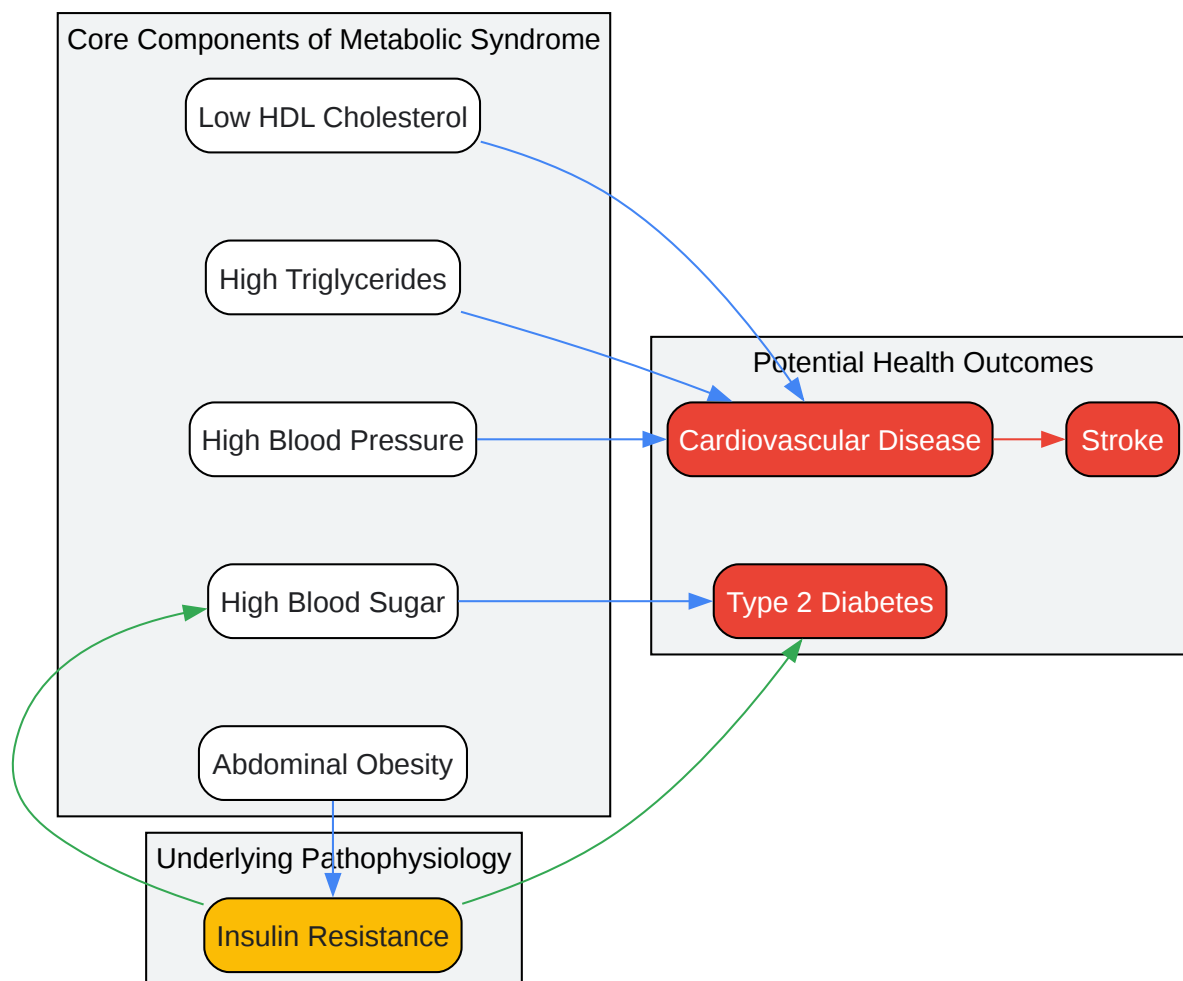 Core Components of Metabolic Syndrome
Low HDL Cholesterol
High Triglycerides
High Blood Pressure
High Blood Sugar
Abdominal Obesity
Potential Health Outcomes
Cardiovascular Disease
Stroke
Type 2 Diabetes
Underlying Pathophysiology
Insulin Resistance